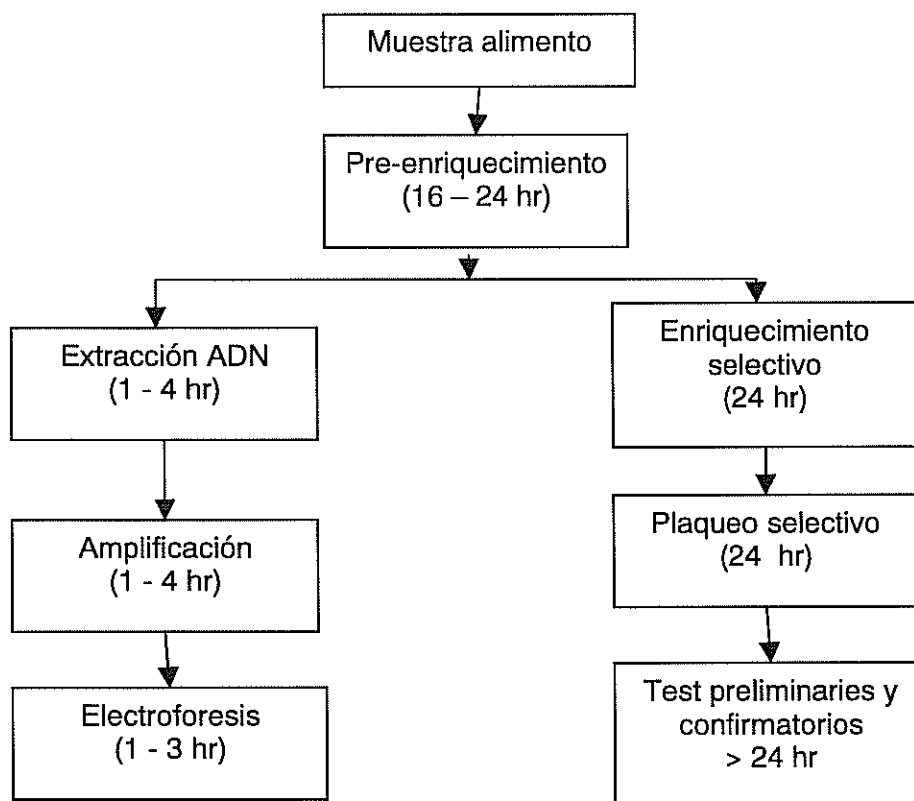 Muestra alimento
Pre-enriquecimiento
(16 – 24 hr)
Extracción ADN
(1 - 4 hr)
Amplificación
(1 - 4 hr)
Electroforesis
(1 - 3 hr)
Enriquecimiento
selectivo
(24 hr)
Plaqueo selectivo
(24 hr)
Test preliminaries y
confirmatorios
> 24 hr